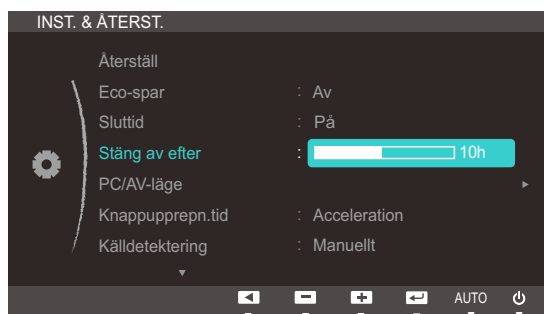 INST. & ÅTERST.
Återställ
Eco-spar : Av
Sluttid : På
Stäng av efter : 10h
PC/AV-läge
Knappupprepn.tid : Acceleration
Källdetektering : Manuellt
AUTO